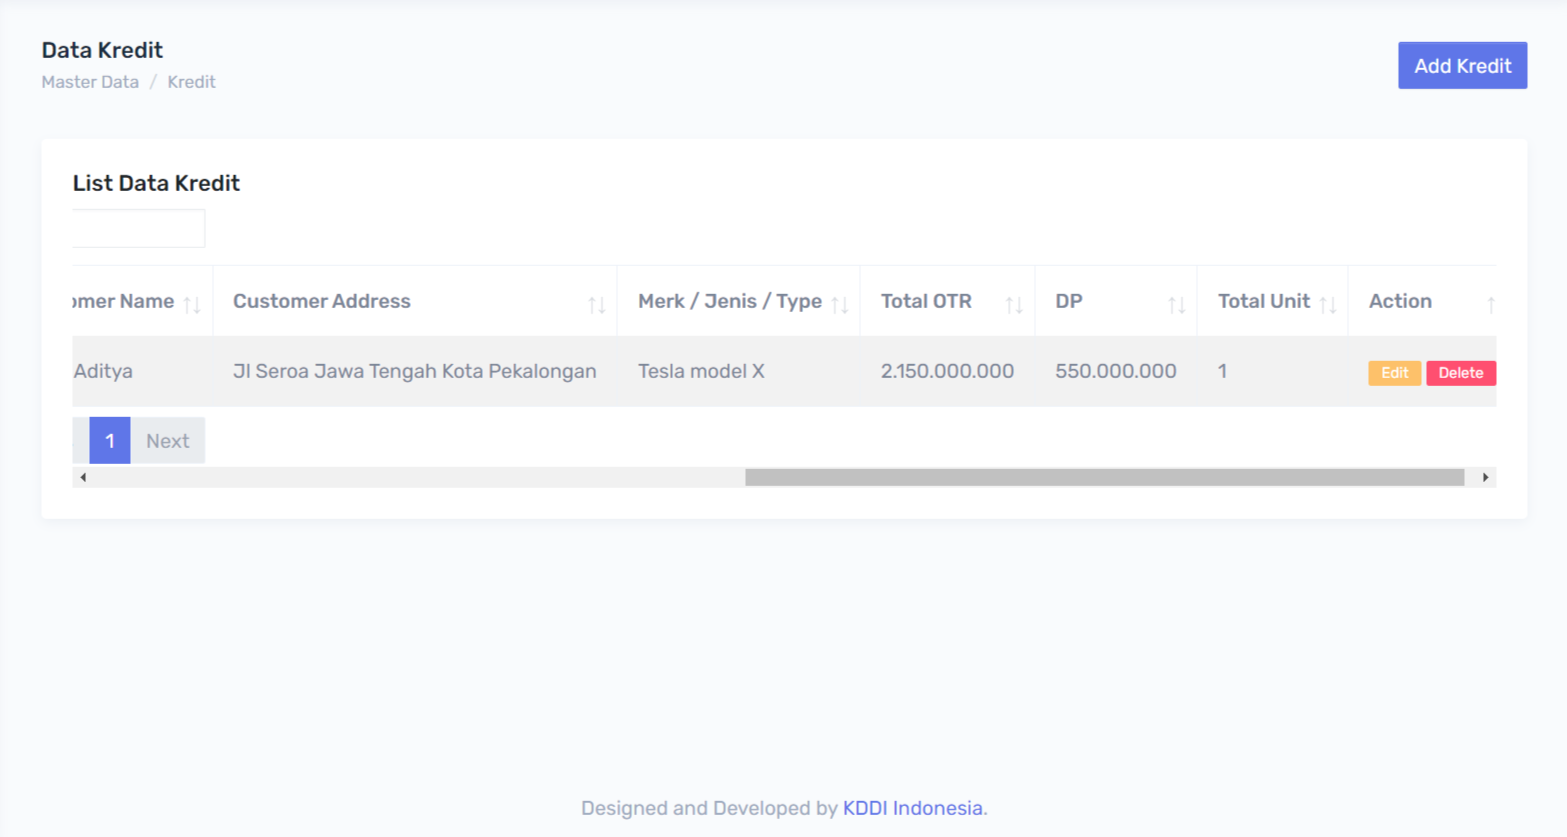 Data Kredit
Add Kredit
Master Data / Kredit
List Data Kredit
omer Name Customer Address Merk / Jenis / Type Total OTR DP Total Unit Action
Aditya Jl Seroa Jawa Tengah Kota Pekalongan Tesla model X 2.150.000.000 550.000.000 1 Edit Delete
1 Next
Designed and Developed by KDDI Indonesia.